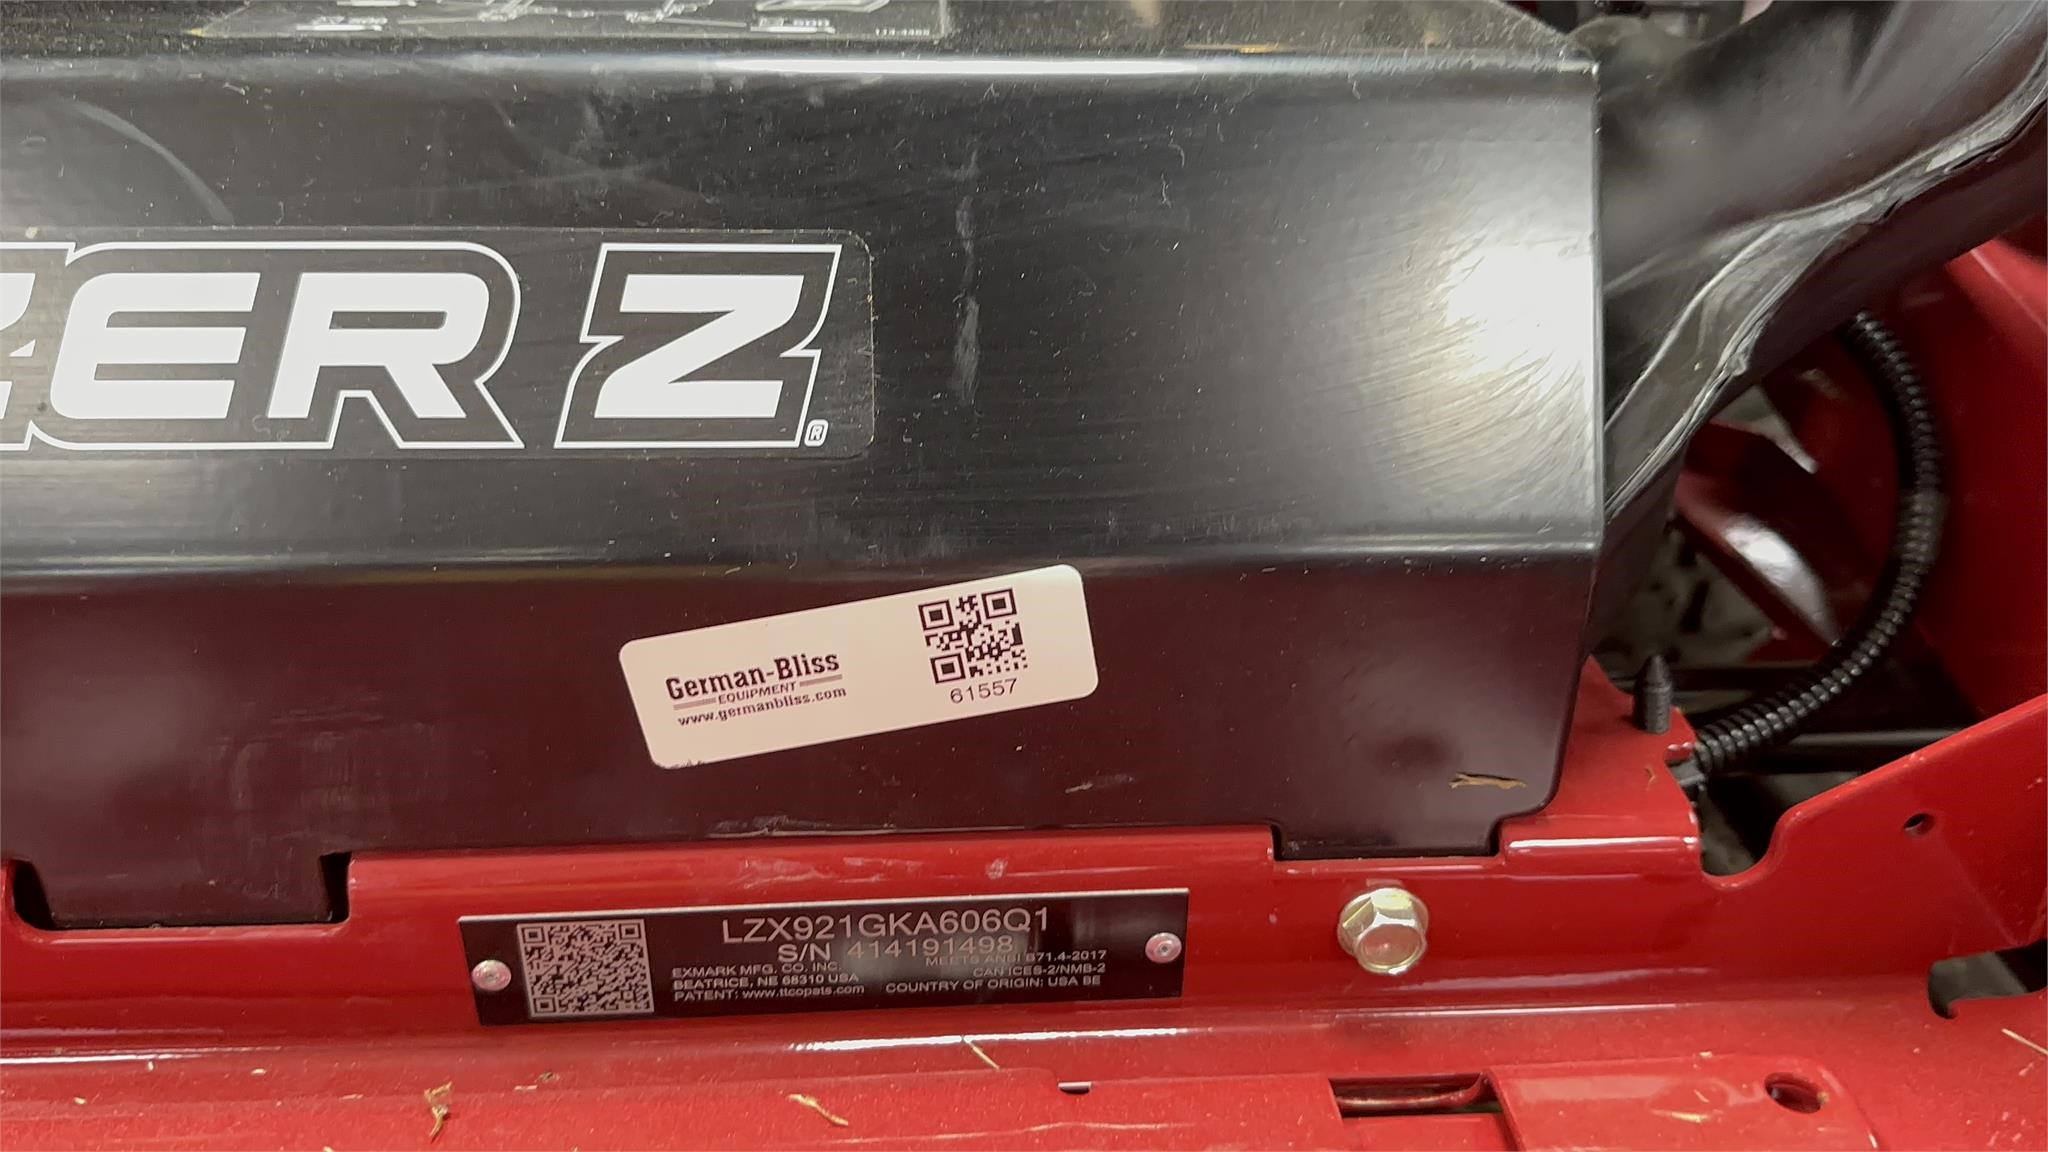 ZER Z®
German-Bliss
EQUIPMENT
www.germanbliss.com
61557
LZX921GKA606Q1
S/N 414191498
MEETS ANSI B71.4-2017
EXMARK MFG. CO. INC.
CAN ICES-2/NMB-2
BEATRICE, NE 68310 USA
COUNTRY OF ORIGIN: USA BE
PATENT: www.ttcopats.com